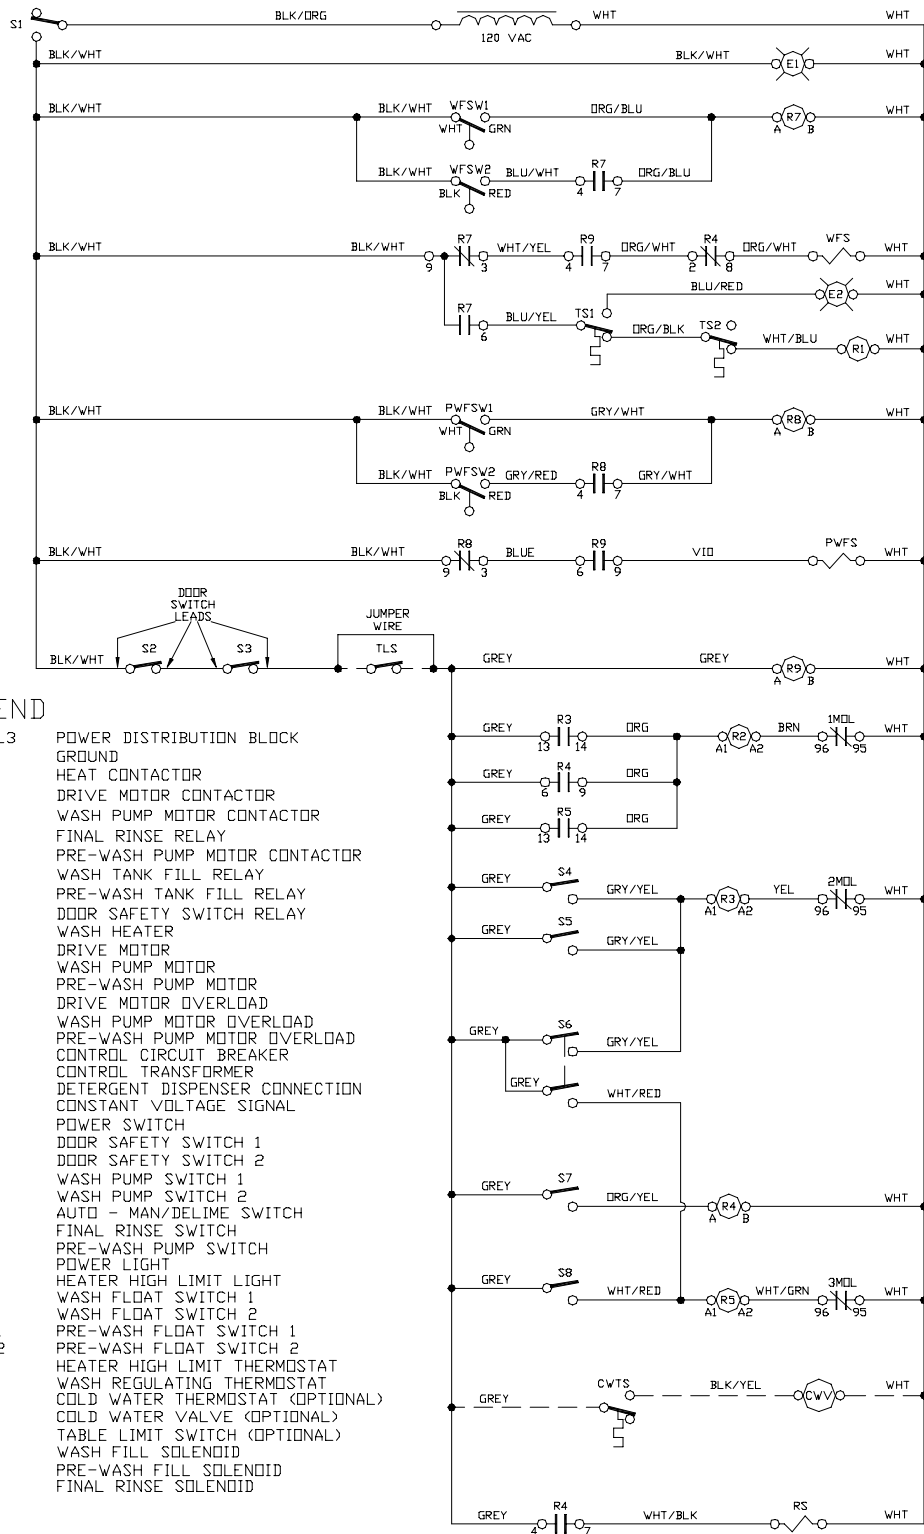 BLK/ORG WHT WHT
S1
120 VAC
BLK/WHT BLK/WHT E1 WHT
BLK/WHT BLK/WHT WFSW1 ORG/BLU R7 WHT
WHT GRN A B
BLK/WHT WFSW2 BLU/WHT R7 ORG/BLU
BLK RED 4 7
BLK/WHT BLK/WHT R7 WHT/YEL R9 ORG/WHT R4 ORG/WHT WFS WHT
9 3 4 7 2 8
BLU/RED E2 WHT
R7 BLU/YEL TS1 ORG/BLK TS2 WHT/BLU R1 WHT
6
BLK/WHT BLK/WHT PWFSW1 GRY/WHT R8 WHT
WHT GRN A B
BLK/WHT PWFSW2 GRY/RED R8 GRY/WHT
BLK RED 4 7
BLK/WHT BLK/WHT R8 BLUE R9 VIO PWFS WHT
9 3 6 9
DOOR
SWITCH
LEADS
JUMPER
WIRE
BLK/WHT S2 S3 TLS GREY GREY R9 WHT
A B
END
L3 POWER DISTRIBUTION BLOCK
GROUND
HEAT CONTACTOR
DRIVE MOTOR CONTACTOR
WASH PUMP MOTOR CONTACTOR
FINAL RINSE RELAY
PRE-WASH PUMP MOTOR CONTACTOR
WASH TANK FILL RELAY
PRE-WASH TANK FILL RELAY
DOOR SAFETY SWITCH RELAY
WASH HEATER
DRIVE MOTOR
WASH PUMP MOTOR
PRE-WASH PUMP MOTOR
DRIVE MOTOR OVERLOAD
WASH PUMP MOTOR OVERLOAD
PRE-WASH PUMP MOTOR OVERLOAD
CONTROL CIRCUIT BREAKER
CONTROL TRANSFORMER
DETERGENT DISPENSER CONNECTION
CONSTANT VOLTAGE SIGNAL
POWER SWITCH
DOOR SAFETY SWITCH 1
DOOR SAFETY SWITCH 2
WASH PUMP SWITCH 1
WASH PUMP SWITCH 2
AUTO - MAN/DELIME SWITCH
FINAL RINSE SWITCH
PRE-WASH PUMP SWITCH
POWER LIGHT
HEATER HIGH LIMIT LIGHT
WASH FLOAT SWITCH 1
WASH FLOAT SWITCH 2
PRE-WASH FLOAT SWITCH 1
2 PRE-WASH FLOAT SWITCH 2
HEATER HIGH LIMIT THERMOSTAT
WASH REGULATING THERMOSTAT
COLD WATER THERMOSTAT (OPTIONAL)
COLD WATER VALVE (OPTIONAL)
TABLE LIMIT SWITCH (OPTIONAL)
WASH FILL SOLENOID
PRE-WASH FILL SOLENOID
FINAL RINSE SOLENOID
GREY R3 ORG R2 BRN 1MOL WHT
13 14 A1 A2 96 95
GREY R4 ORG
6 9
GREY R5 ORG
13 14
GREY S4 GRY/YEL R3 YEL 2MOL WHT
A1 A2 96 95
GREY S5 GRY/YEL
GREY S6 GRY/YEL
GREY WHT/RED
GREY S7 ORG/YEL R4 WHT
A B
GREY S8 WHT/RED R5 WHT/GRN 3MOL WHT
A1 A2 96 95
GREY CWTS BLK/YEL CWV WHT
GREY R4 WHT/BLK RS WHT
4 7